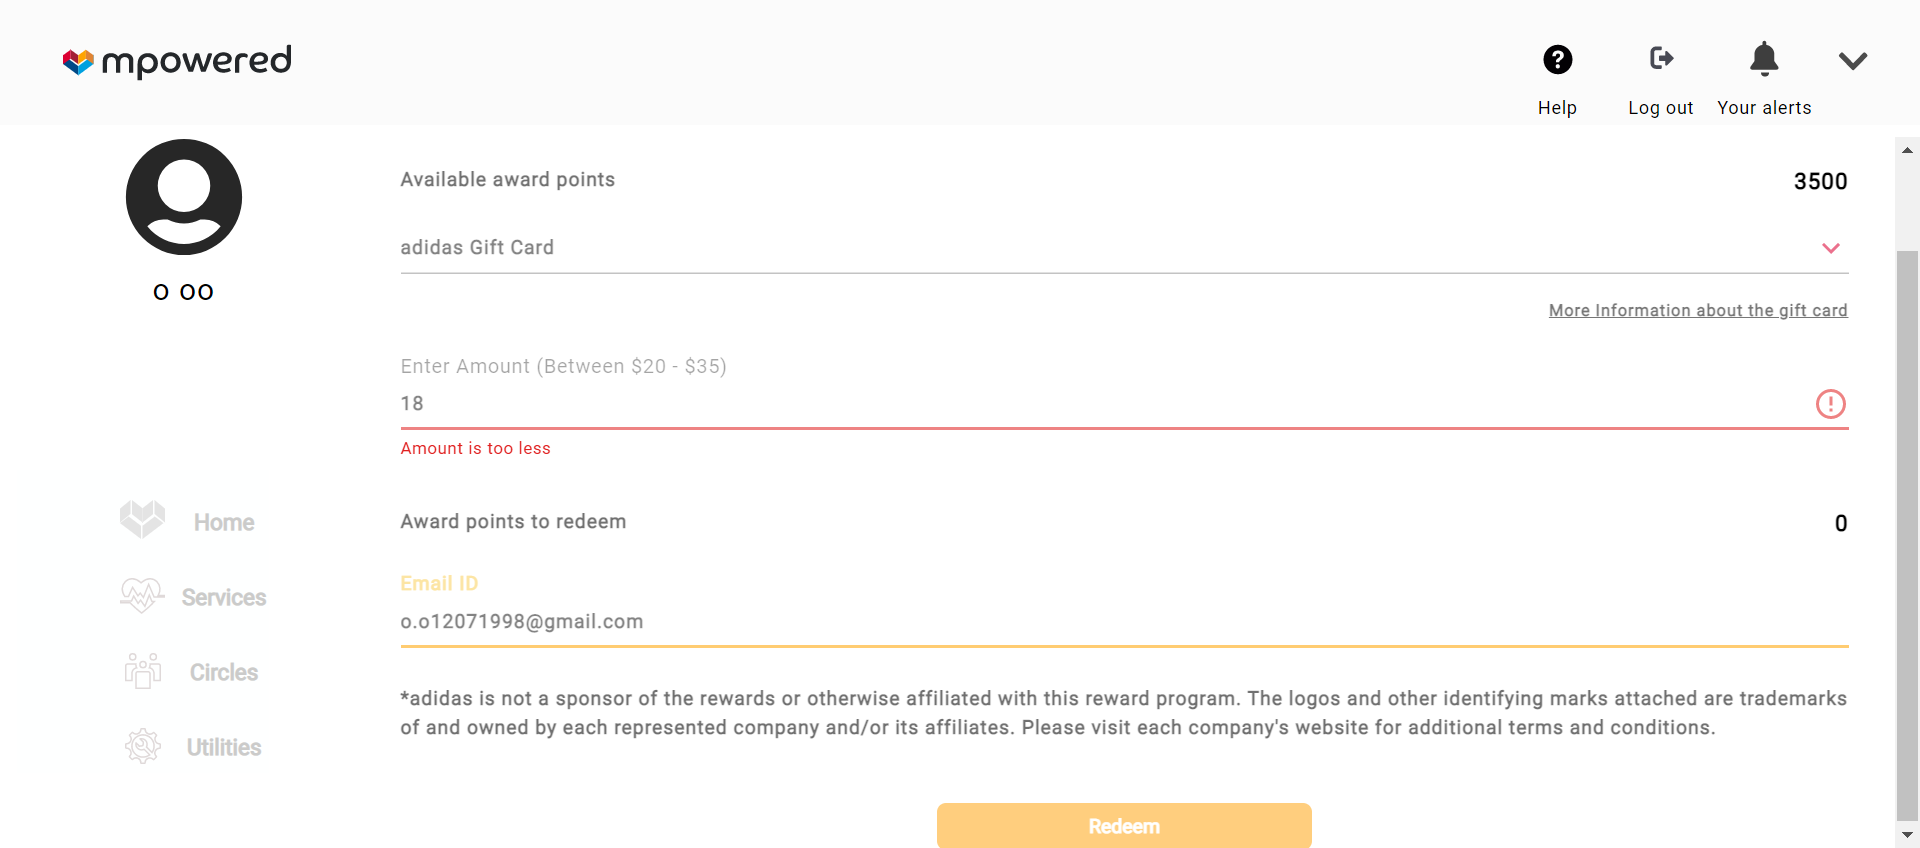 mpowered
Help
Log out
Your alerts
O OO
Available award points
3500
adidas Gift Card
More Information about the gift card
Enter Amount (Between $20 - $35)
18
Amount is too less
Home
Services
Circles
Utilities
Award points to redeem
0
Email ID
o.o12071998@gmail.com
*adidas is not a sponsor of the rewards or otherwise affiliated with this reward program. The logos and other identifying marks attached are trademarks
of and owned by each represented company and/or its affiliates. Please visit each company's website for additional terms and conditions.
Redeem